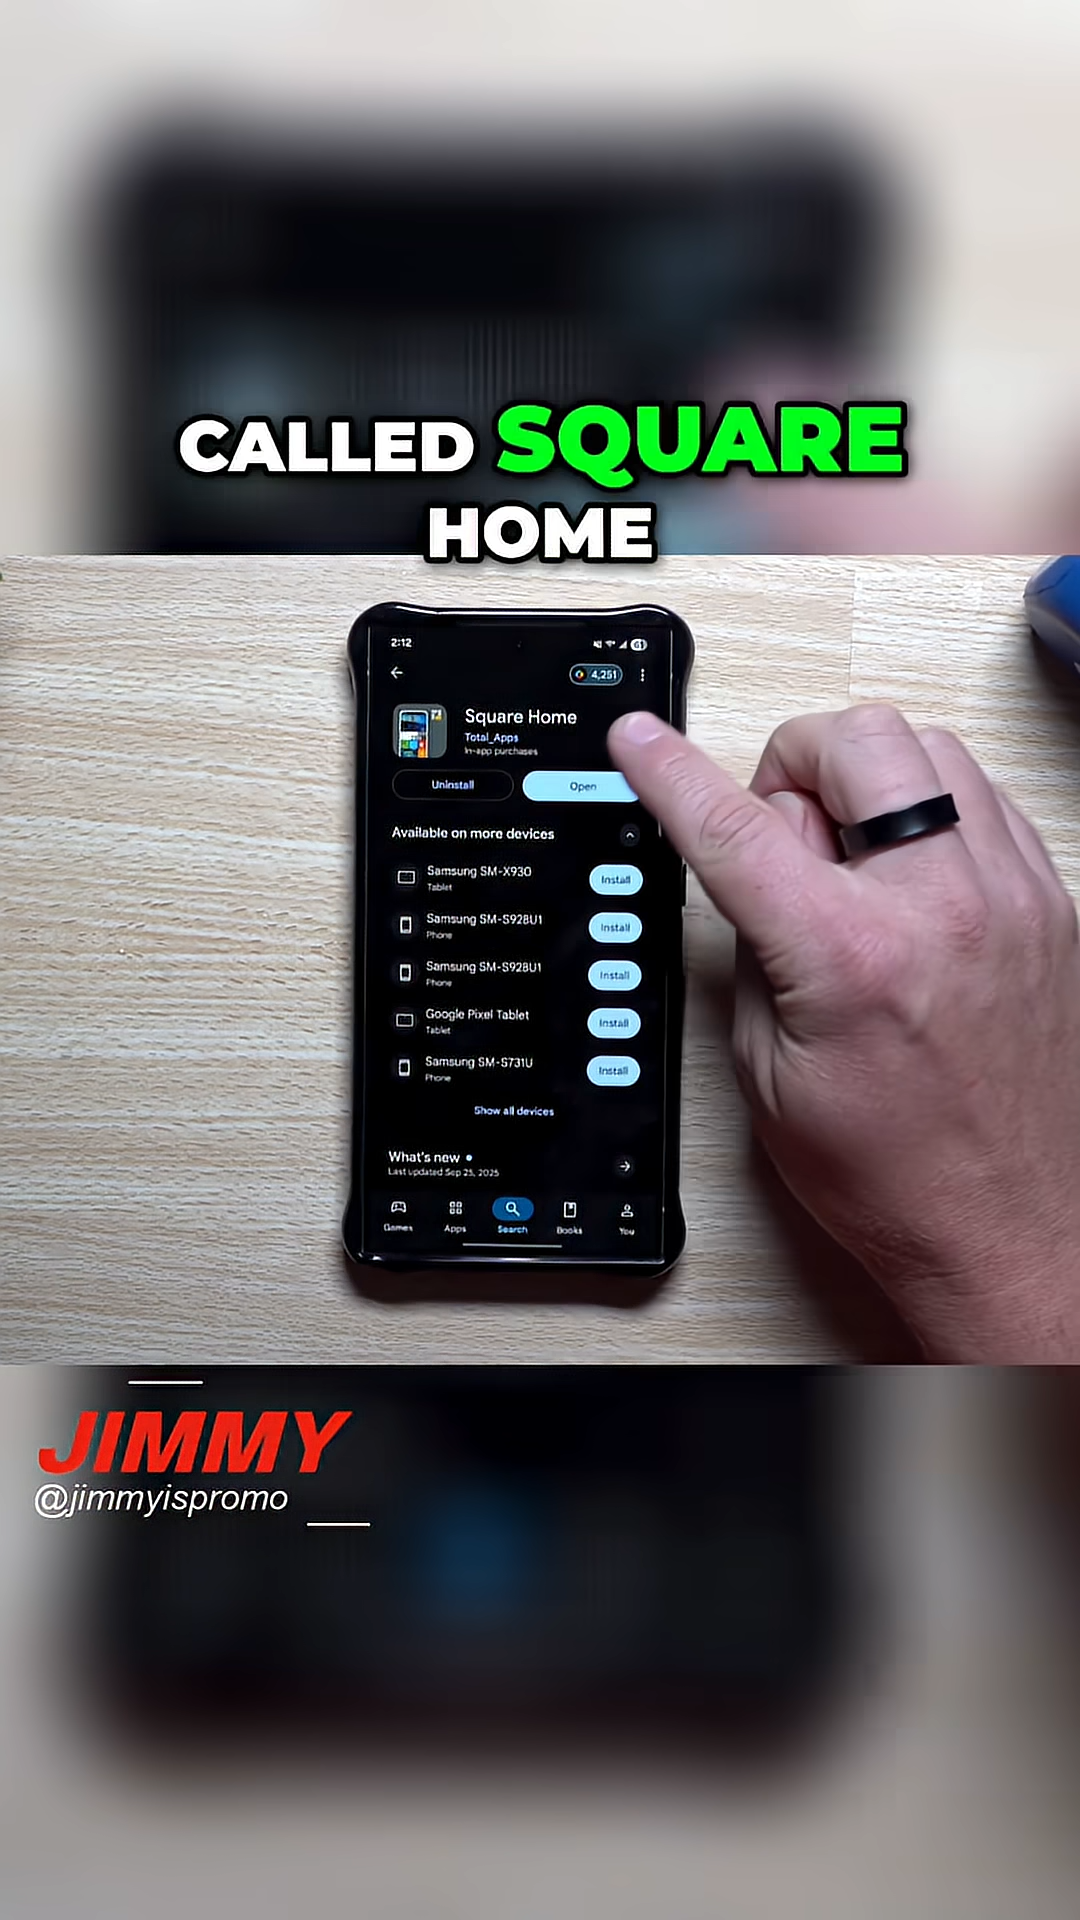 CALLED SQUARE
HOME
2:12
4,251
Square Home
Total_Apps
In-app purchases
Uninstall
Open
Available on more devices
Samsung SM-X930
Tablet
Install
Samsung SM-S928U1
Phone
Install
Samsung SM-S928U1
Phone
Install
Google Pixel Tablet
Tablet
Install
Samsung SM-S731U
Phone
Install
Show all devices
What's new
Last updated Sep 25, 2025
Games
Apps
Search
Books
You
JIMMY
@jimmyispromo